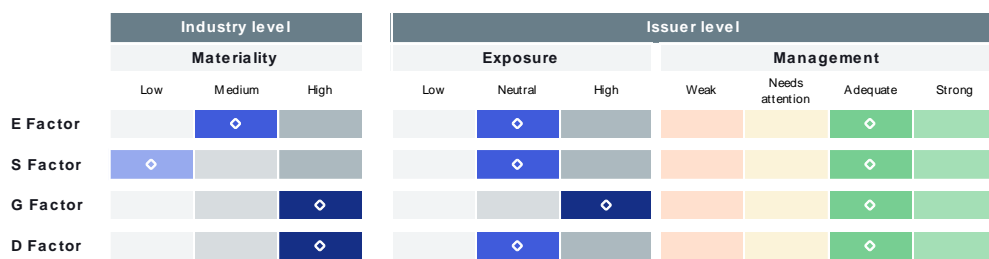 Industry level Issuer level
Materiality Exposure Management
Low Medium High Low Neutral High Weak Needs attention Adequate Strong
E Factor
S Factor
G Factor
D Factor